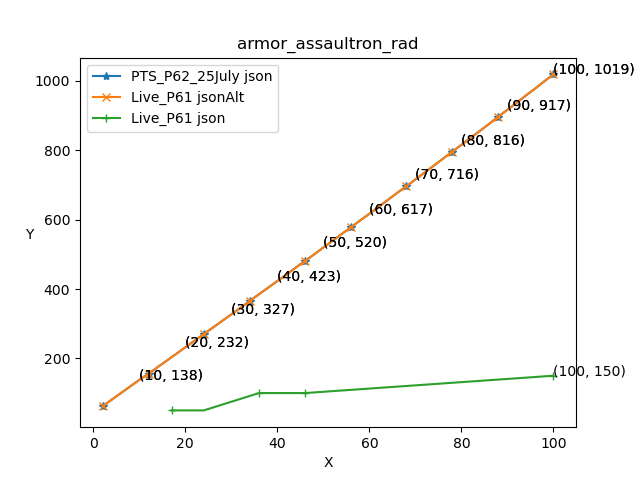 armor_assaultron_rad
PTS_P62_25July json
Live_P61 jsonAlt
Live_P61 json
(100, 1019)
(90, 917)
(80, 816)
(70, 716)
(60, 617)
(50, 520)
(40, 423)
(30, 327)
(20, 232)
(10, 138)
(100, 150)
1000
800
600
400
200
Y
0 20 40 60 80 100
X